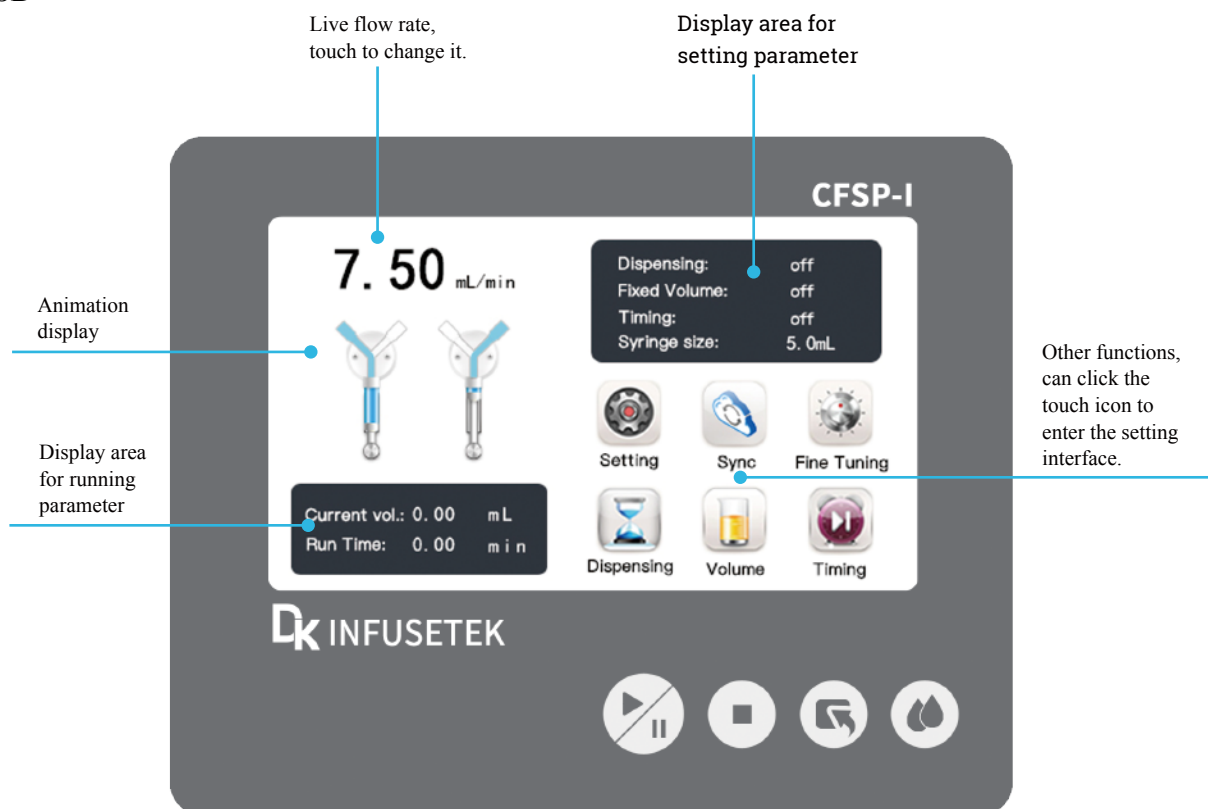 Live flow rate,
touch to change it.
Display area for
setting parameter
CFSP-I
7.50 mL/min
Dispensing: off
Fixed Volume: off
Timing: off
Syringe size: 5.0mL
Animation
display
Other functions,
can click the
touch icon to
enter the setting
interface.
Setting Sync Fine Tuning
Display area
for running
parameter
Current vol.: 0.00 mL
Run Time: 0.00 min
Dispensing Volume Timing
DK INFUSETEK